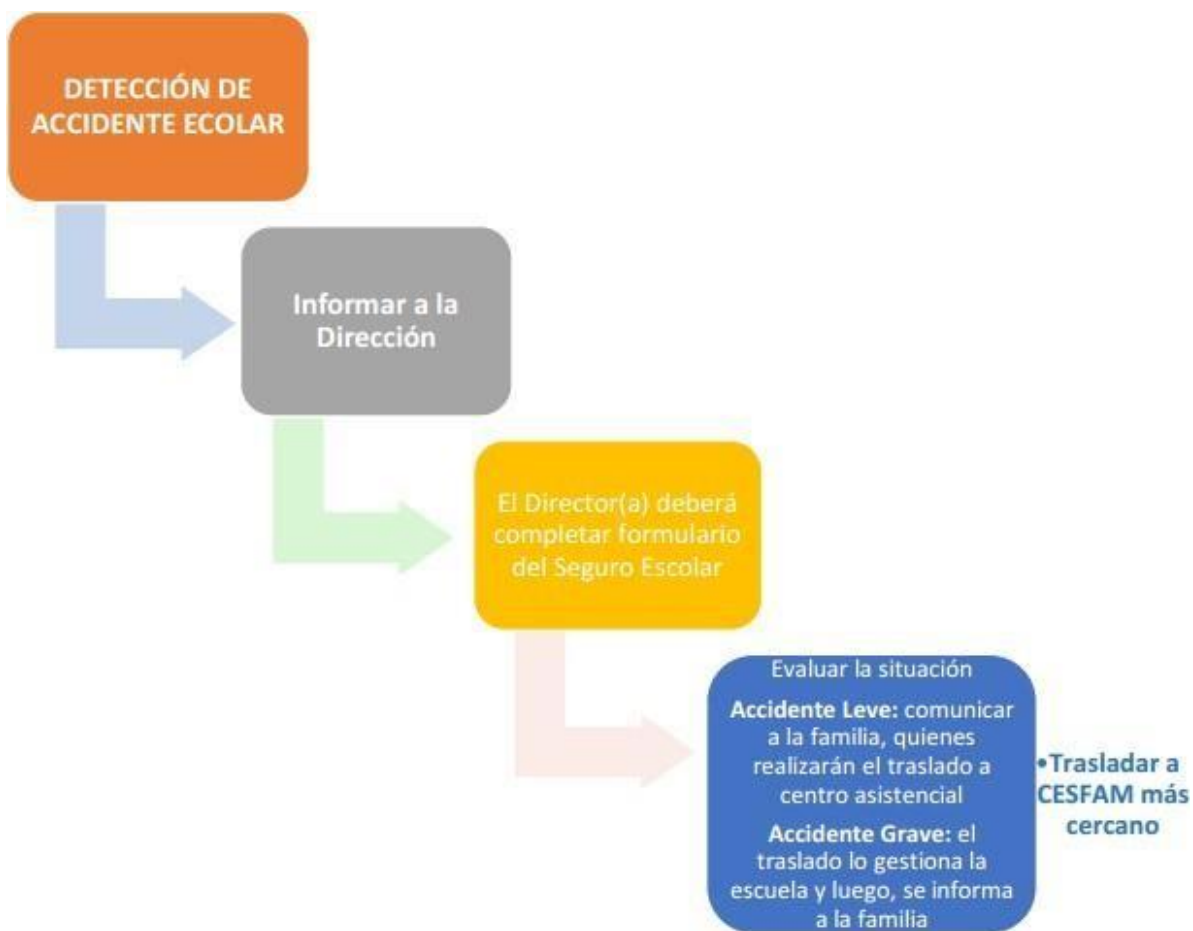 DETECCIÓN DE
ACCIDENTE ECOLAR
Informar a la
Dirección
El Director(a) deberá
completar formulario
del Seguro Escolar
Evaluar la situación
Accidente Leve: comunicar
a la familia, quienes
realizarán el traslado a
centro asistencial
Accidente Grave: el
traslado lo gestiona la
escuela y luego, se informa
a la familia
•Trasladar a
CESFAM más
cercano